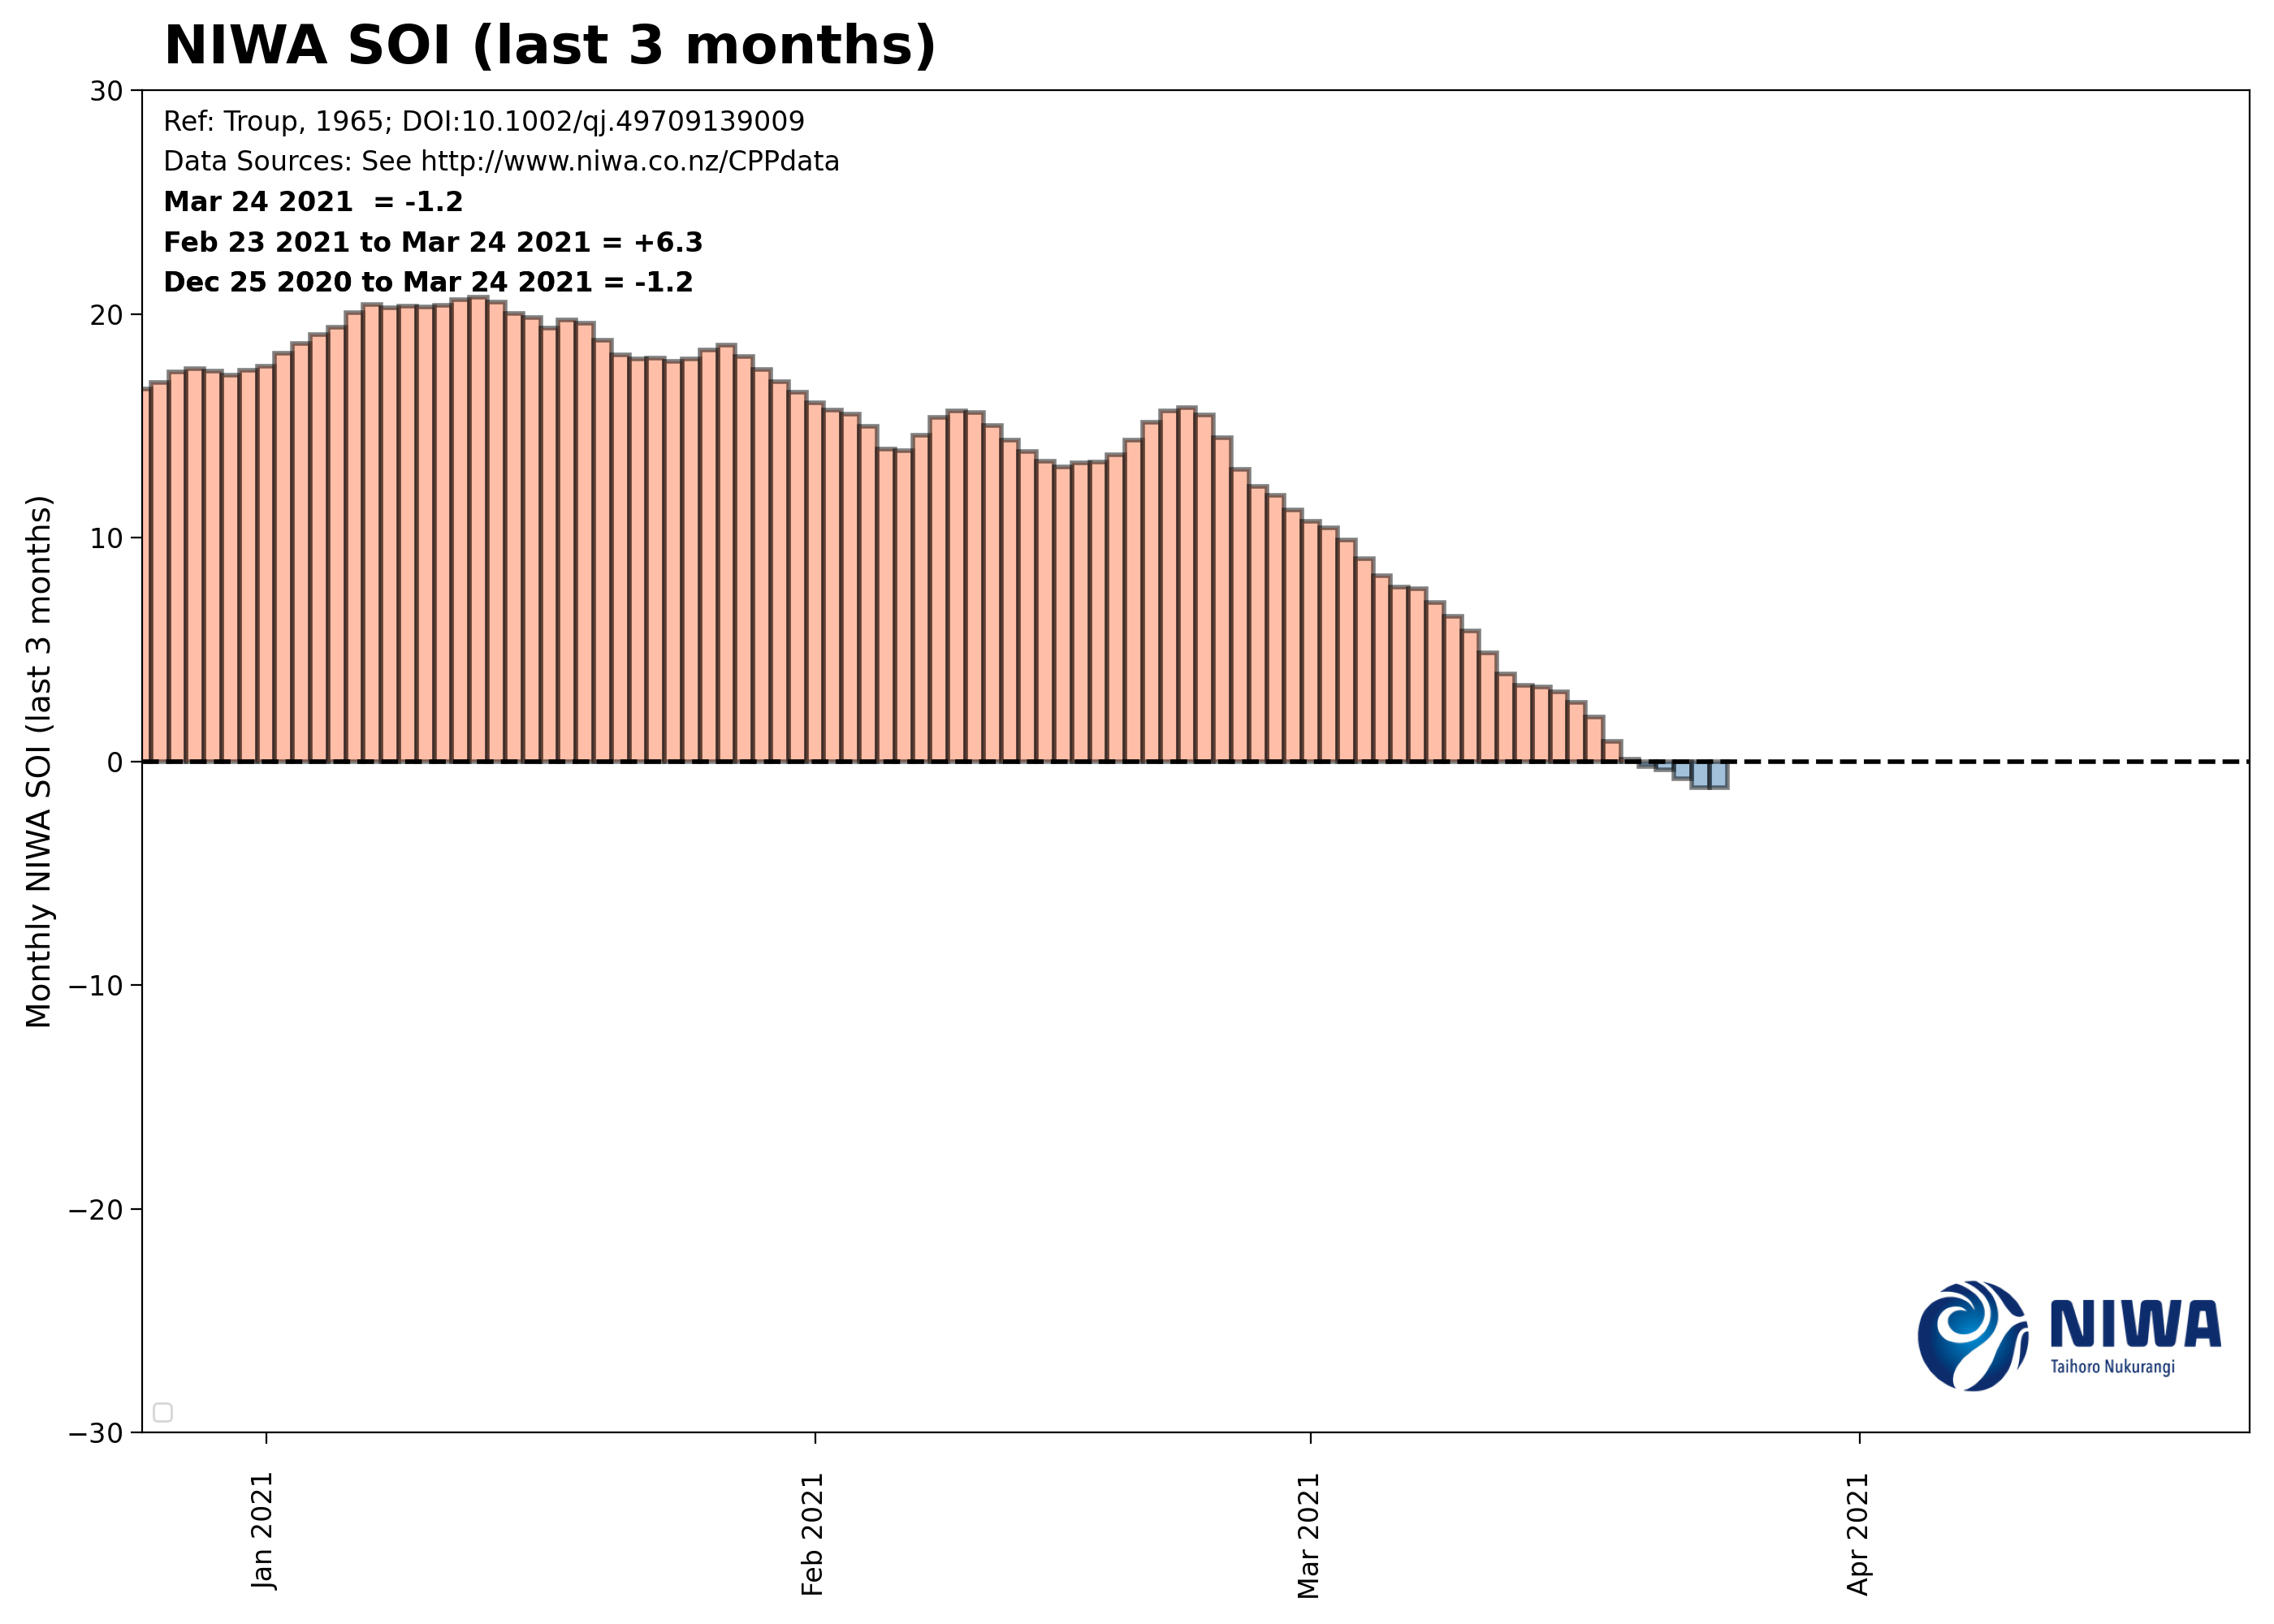 NIWA SOI (last 3 months)
Ref: Troup, 1965; DOI:10.1002/qj.49709139009
Data Sources: See http://www.niwa.co.nz/CPPdata
Mar 24 2021  = -1.2
Feb 23 2021 to Mar 24 2021 = +6.3
Dec 25 2020 to Mar 24 2021 = -1.2
Monthly NIWA SOI (last 3 months)
30
20
10
0
−10
−20
−30
Jan 2021
Feb 2021
Mar 2021
Apr 2021
NIWA
Taihoro Nukurangi